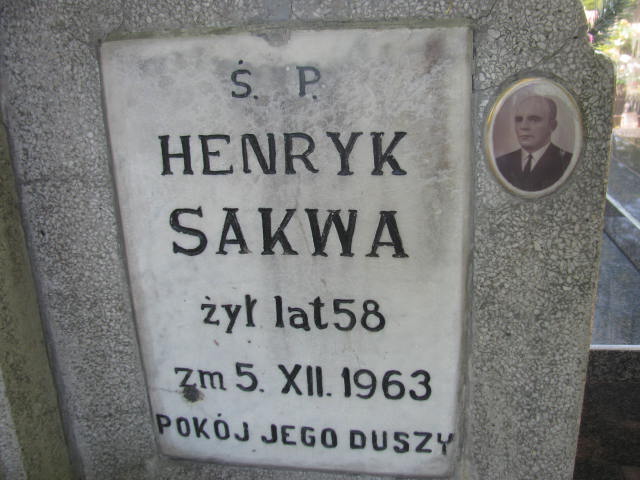 Ś. P.
HENRYK
SAKWA
żył lat 58
zm 5. XII. 1963
POKÓJ JEGO DUSZY